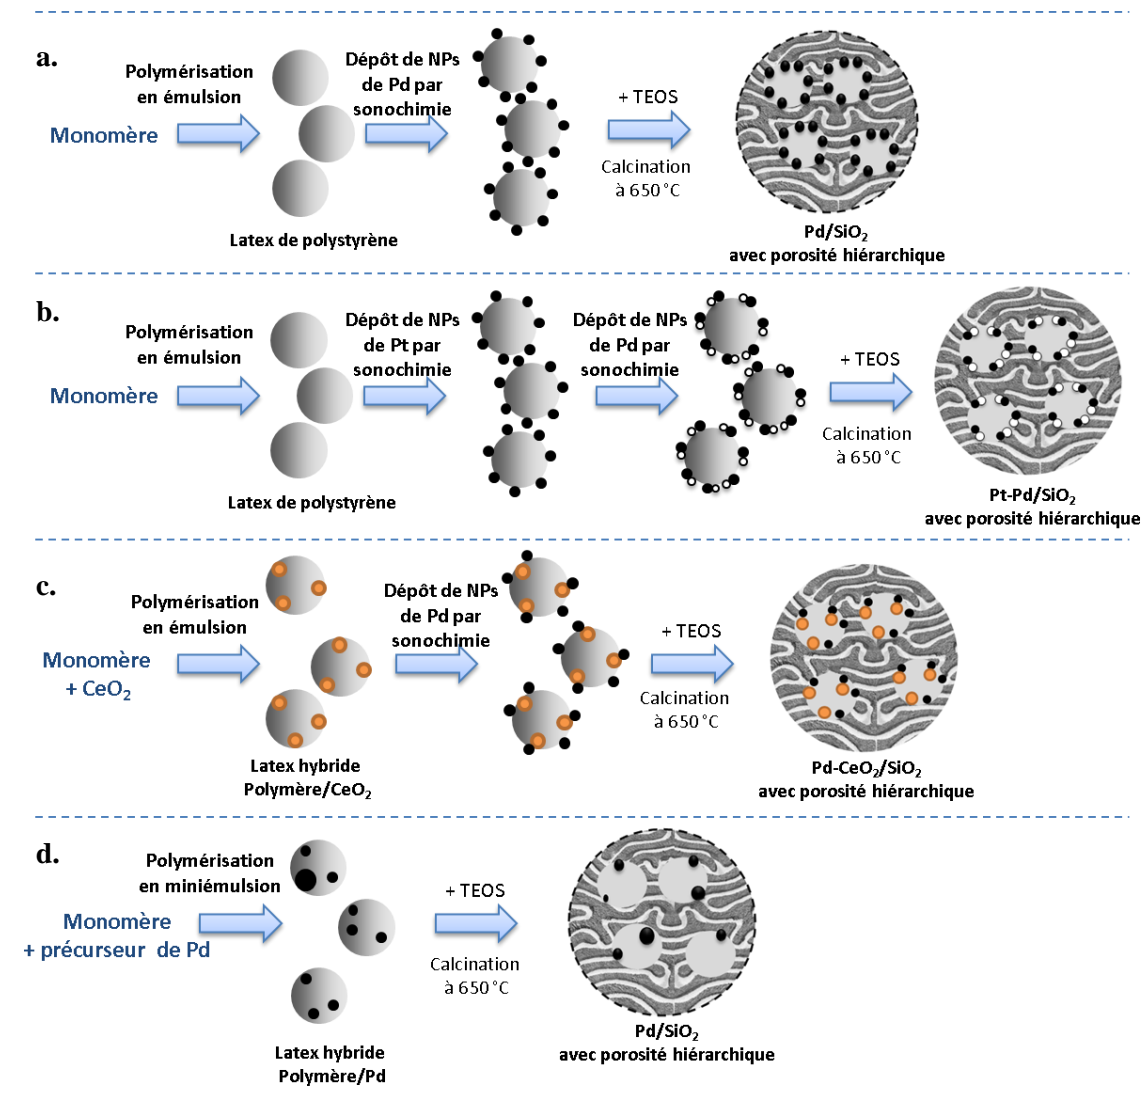 a.
Polymérisation
en émulsion
Monomère
Latex de polystyrène
Dépôt de NPs
de Pd par
sonochimie
+ TEOS
Calcination
à 650 °C
Pd/SiO₂
avec porosité hiérarchique
b.
Polymérisation
en émulsion
Monomère
Latex de polystyrène
Dépôt de NPs
de Pt par
sonochimie
Dépôt de NPs
de Pd par
sonochimie
+ TEOS
Calcination
à 650 °C
Pt-Pd/SiO₂
avec porosité hiérarchique
c.
Polymérisation
en émulsion
Monomère
+ CeO₂
Latex hybride
Polymère/CeO₂
Dépôt de NPs
de Pd par
sonochimie
+ TEOS
Calcination
à 650 °C
Pd-CeO₂/SiO₂
avec porosité hiérarchique
d.
Polymérisation
en miniémulsion
Monomère
+ précurseur de Pd
Latex hybride
Polymère/Pd
+ TEOS
Calcination
à 650 °C
Pd/SiO₂
avec porosité hiérarchique